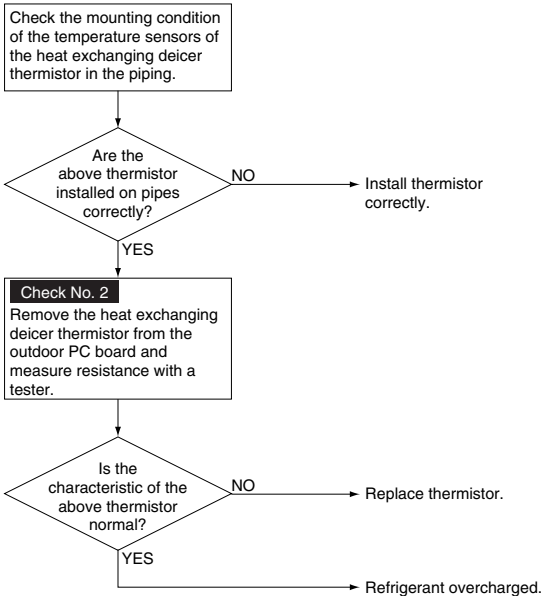 Check the mounting condition
of the temperature sensors of
the heat exchanging deicer
thermistor in the piping.
Are the
above thermistor
installed on pipes
correctly?
NO
Install thermistor
correctly.
YES
Check No. 2
Remove the heat exchanging
deicer thermistor from the
outdoor PC board and
measure resistance with a
tester.
Is the
characteristic of the
above thermistor
normal?
NO
Replace thermistor.
YES
Refrigerant overcharged.